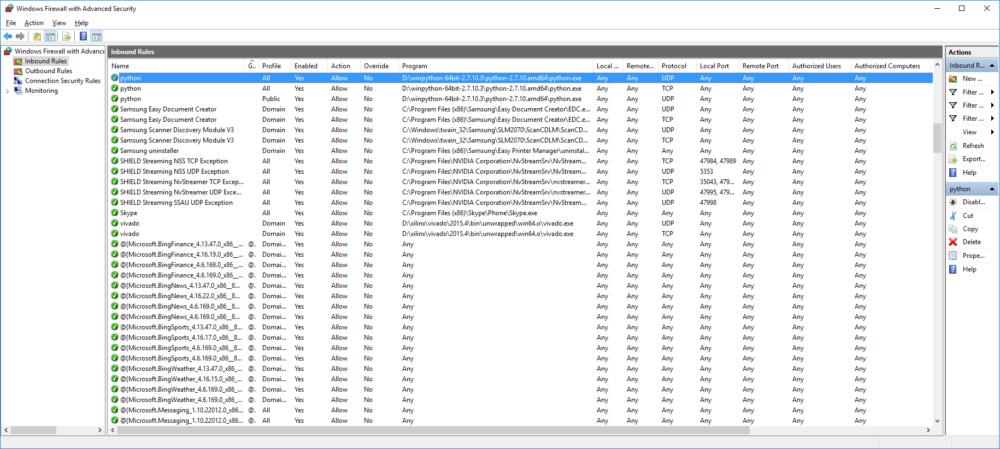 Windows Firewall with Advanced Security
File Action View Help
Windows Firewall with Advance
Inbound Rules
Outbound Rules
Connection Security Rules
Monitoring
Inbound Rules
Name G.. Profile Enabled Action Override Program Local ... Remote... Protocol Local Port Remote Port Authorized Users Authorized Computers
python All Yes Allow No D:\winpython-64bit-2.7.10.3\python-2.7.10.amd64\python.exe Any Any UDP Any Any Any Any
python All Yes Allow No D:\winpython-64bit-2.7.10.3\python-2.7.10.amd64\python.exe Any Any TCP Any Any Any Any
python Public Yes Allow No D:\winpython-64bit-2.7.10.3\python-2.7.10.amd64\python.exe Any Any UDP Any Any Any Any
Samsung Easy Document Creator Domain Yes Allow No C:\Program Files (x86)\Samsung\Easy Document Creator\EDC.e... Any Any UDP Any Any Any Any
Samsung Easy Document Creator Domain Yes Allow No C:\Program Files (x86)\Samsung\Easy Document Creator\EDC.e... Any Any TCP Any Any Any Any
Samsung Scanner Discovery Module V3 Domain Yes Allow No C:\Windows\twain_32\Samsung\SLM2070\ScanCDLM\ScanCD... Any Any UDP Any Any Any Any
Samsung Scanner Discovery Module V3 Domain Yes Allow No C:\Windows\twain_32\Samsung\SLM2070\ScanCDLM\ScanCD... Any Any TCP Any Any Any Any
Samsung uninstaller Domain Yes Allow No C:\Program Files (x86)\Samsung\Easy Printer Manager\uninstal... Any Any Any Any Any Any Any
SHIELD Streaming NSS TCP Exception All Yes Allow No C:\Program Files\NVIDIA Corporation\NvStreamSrv\NvStream... Any Any TCP 47984, 47989 Any Any Any
SHIELD Streaming NSS UDP Exception All Yes Allow No C:\Program Files\NVIDIA Corporation\NvStreamSrv\NvStream... Any Any UDP 5353 Any Any Any
SHIELD Streaming NvStreamer TCP Excep... All Yes Allow No C:\Program Files\NVIDIA Corporation\NvStreamSrv\nvstreamer... Any Any TCP 35043, 479... Any Any Any
SHIELD Streaming NvStreamer UDP Exce... All Yes Allow No C:\Program Files\NVIDIA Corporation\NvStreamSrv\nvstreamer... Any Any UDP 47995, 479... Any Any Any
SHIELD Streaming SSAU UDP Exception All Yes Allow No C:\Program Files\NVIDIA Corporation\NvStreamSrv\NvStream... Any Any UDP 47998 Any Any Any
Skype All Yes Allow No C:\Program Files (x86)\Skype\Phone\Skype.exe Any Any Any Any Any Any Any
vivado Domain Yes Allow No D:\xilinx\vivado\2015.4\bin\unwrapped\win64.o\vivado.exe Any Any UDP Any Any Any Any
vivado Domain Yes Allow No D:\xilinx\vivado\2015.4\bin\unwrapped\win64.o\vivado.exe Any Any TCP Any Any Any Any
@{Microsoft.BingFinance_4.13.47.0_x86__... @. Domai... Yes Allow No Any Any Any Any Any Any Any Any
@{Microsoft.BingFinance_4.16.19.0_x86__... @. Domai... Yes Allow No Any Any Any Any Any Any Any Any
@{Microsoft.BingFinance_4.6.169.0_x86__... @. Domai... Yes Allow No Any Any Any Any Any Any Any Any
@{Microsoft.BingFinance_4.6.169.0_x86__... @. Domai... Yes Allow No Any Any Any Any Any Any Any Any
@{Microsoft.BingNews_4.13.47.0_x86__8... @. Domai... Yes Allow No Any Any Any Any Any Any Any Any
@{Microsoft.BingNews_4.16.22.0_x86__8... @. Domai... Yes Allow No Any Any Any Any Any Any Any Any
@{Microsoft.BingNews_4.6.169.0_x86__8... @. Domai... Yes Allow No Any Any Any Any Any Any Any Any
@{Microsoft.BingNews_4.6.169.0_x86__8... @. Domai... Yes Allow No Any Any Any Any Any Any Any Any
@{Microsoft.BingSports_4.13.47.0_x86__8... @. Domai... Yes Allow No Any Any Any Any Any Any Any Any
@{Microsoft.BingSports_4.16.17.0_x86__8... @. Domai... Yes Allow No Any Any Any Any Any Any Any Any
@{Microsoft.BingSports_4.6.169.0_x86__8... @. Domai... Yes Allow No Any Any Any Any Any Any Any Any
@{Microsoft.BingSports_4.6.169.0_x86__8... @. Domai... Yes Allow No Any Any Any Any Any Any Any Any
@{Microsoft.BingWeather_4.13.47.0_x86_... @. Domai... Yes Allow No Any Any Any Any Any Any Any Any
@{Microsoft.BingWeather_4.16.15.0_x86_... @. Domai... Yes Allow No Any Any Any Any Any Any Any Any
@{Microsoft.BingWeather_4.6.169.0_x86_... @. Domai... Yes Allow No Any Any Any Any Any Any Any Any
@{Microsoft.BingWeather_4.6.169.0_x86_... @. Domai... Yes Allow No Any Any Any Any Any Any Any Any
@{Microsoft.Messaging_1.10.22012.0_x86... @. All Yes Allow No Any Any Any Any Any Any Any Any
@{Microsoft.Messaging_1.10.22012.0_x86... @. All Yes Allow No Any Any Any Any Any Any Any Any
Actions
Inbound R...
New ...
Filter ...
Filter ...
Filter ...
View
Refresh
Export...
Help
python
Disabl...
Cut
Copy
Delete
Prope...
Help